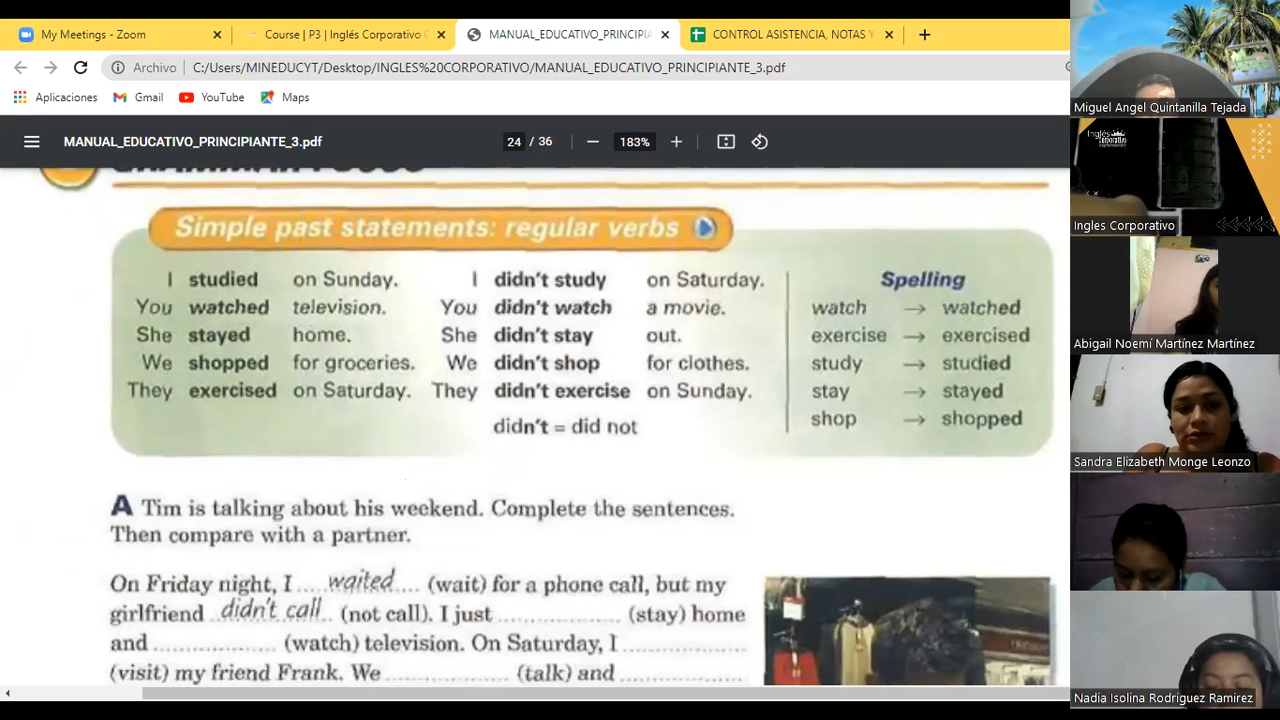 My Meetings - Zoom
Course | P3 | Inglés Corporativo
MANUAL_EDUCATIVO_PRINCIPIA
CONTROL ASISTENCIA, NOTAS Y
Archivo C:/Users/MINEDUCYT/Desktop/INGLES%20CORPORATIVO/MANUAL_EDUCATIVO_PRINCIPIANTE_3.pdf
Aplicaciones Gmail YouTube Maps
MANUAL_EDUCATIVO_PRINCIPIANTE_3.pdf 24 / 36 183%
Simple past statements: regular verbs
I studied on Sunday. I didn't study on Saturday. Spelling
You watched television. You didn't watch a movie. watch → watched
She stayed home. She didn't stay out. exercise → exercised
We shopped for groceries. We didn't shop for clothes. study → studied
They exercised on Saturday. They didn't exercise on Sunday. stay → stayed
didn't = did not shop → shopped
A Tim is talking about his weekend. Complete the sentences.
Then compare with a partner.
On Friday night, I ....waited.... (wait) for a phone call, but my
girlfriend ..didn't call.. (not call). I just .................... (stay) home
and .................... (watch) television. On Saturday, I ....................
(visit) my friend Frank. We .................... (talk) and ....................
Miguel Angel Quintanilla Tejada
Inglés
Corporativo
Ingles Corporativo
Abigail Noemí Martínez Martínez
Sandra Elizabeth Monge Leonzo
Nadia Isolina Rodriguez Ramirez